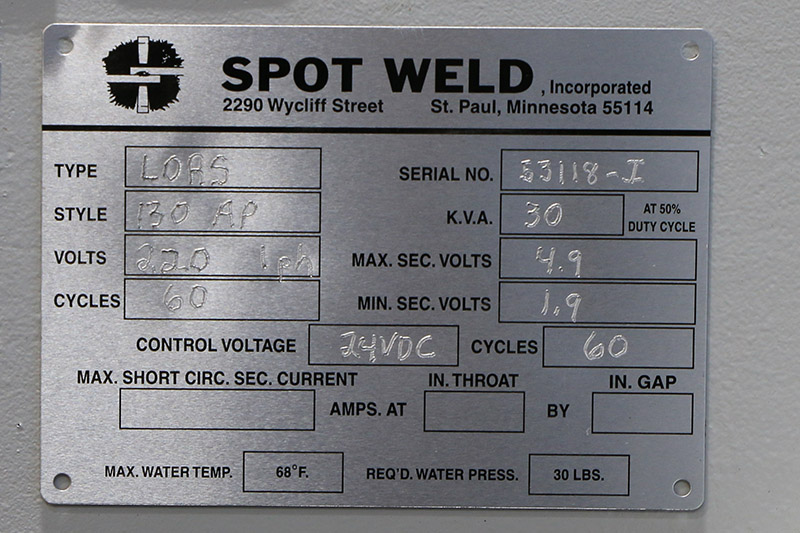 SPOT WELD, Incorporated
2290 Wycliff Street St. Paul, Minnesota 55114
TYPE LOAS SERIAL NO. 53118-I
STYLE 130 AP K.V.A. 30 AT 50% DUTY CYCLE
VOLTS 220 1ph MAX. SEC. VOLTS 4.9
CYCLES 60 MIN. SEC. VOLTS 1.9
CONTROL VOLTAGE 24VDC CYCLES 60
MAX. SHORT CIRC. SEC. CURRENT IN. THROAT IN. GAP
AMPS. AT BY
MAX. WATER TEMP. 68°F. REQ'D. WATER PRESS. 30 LBS.